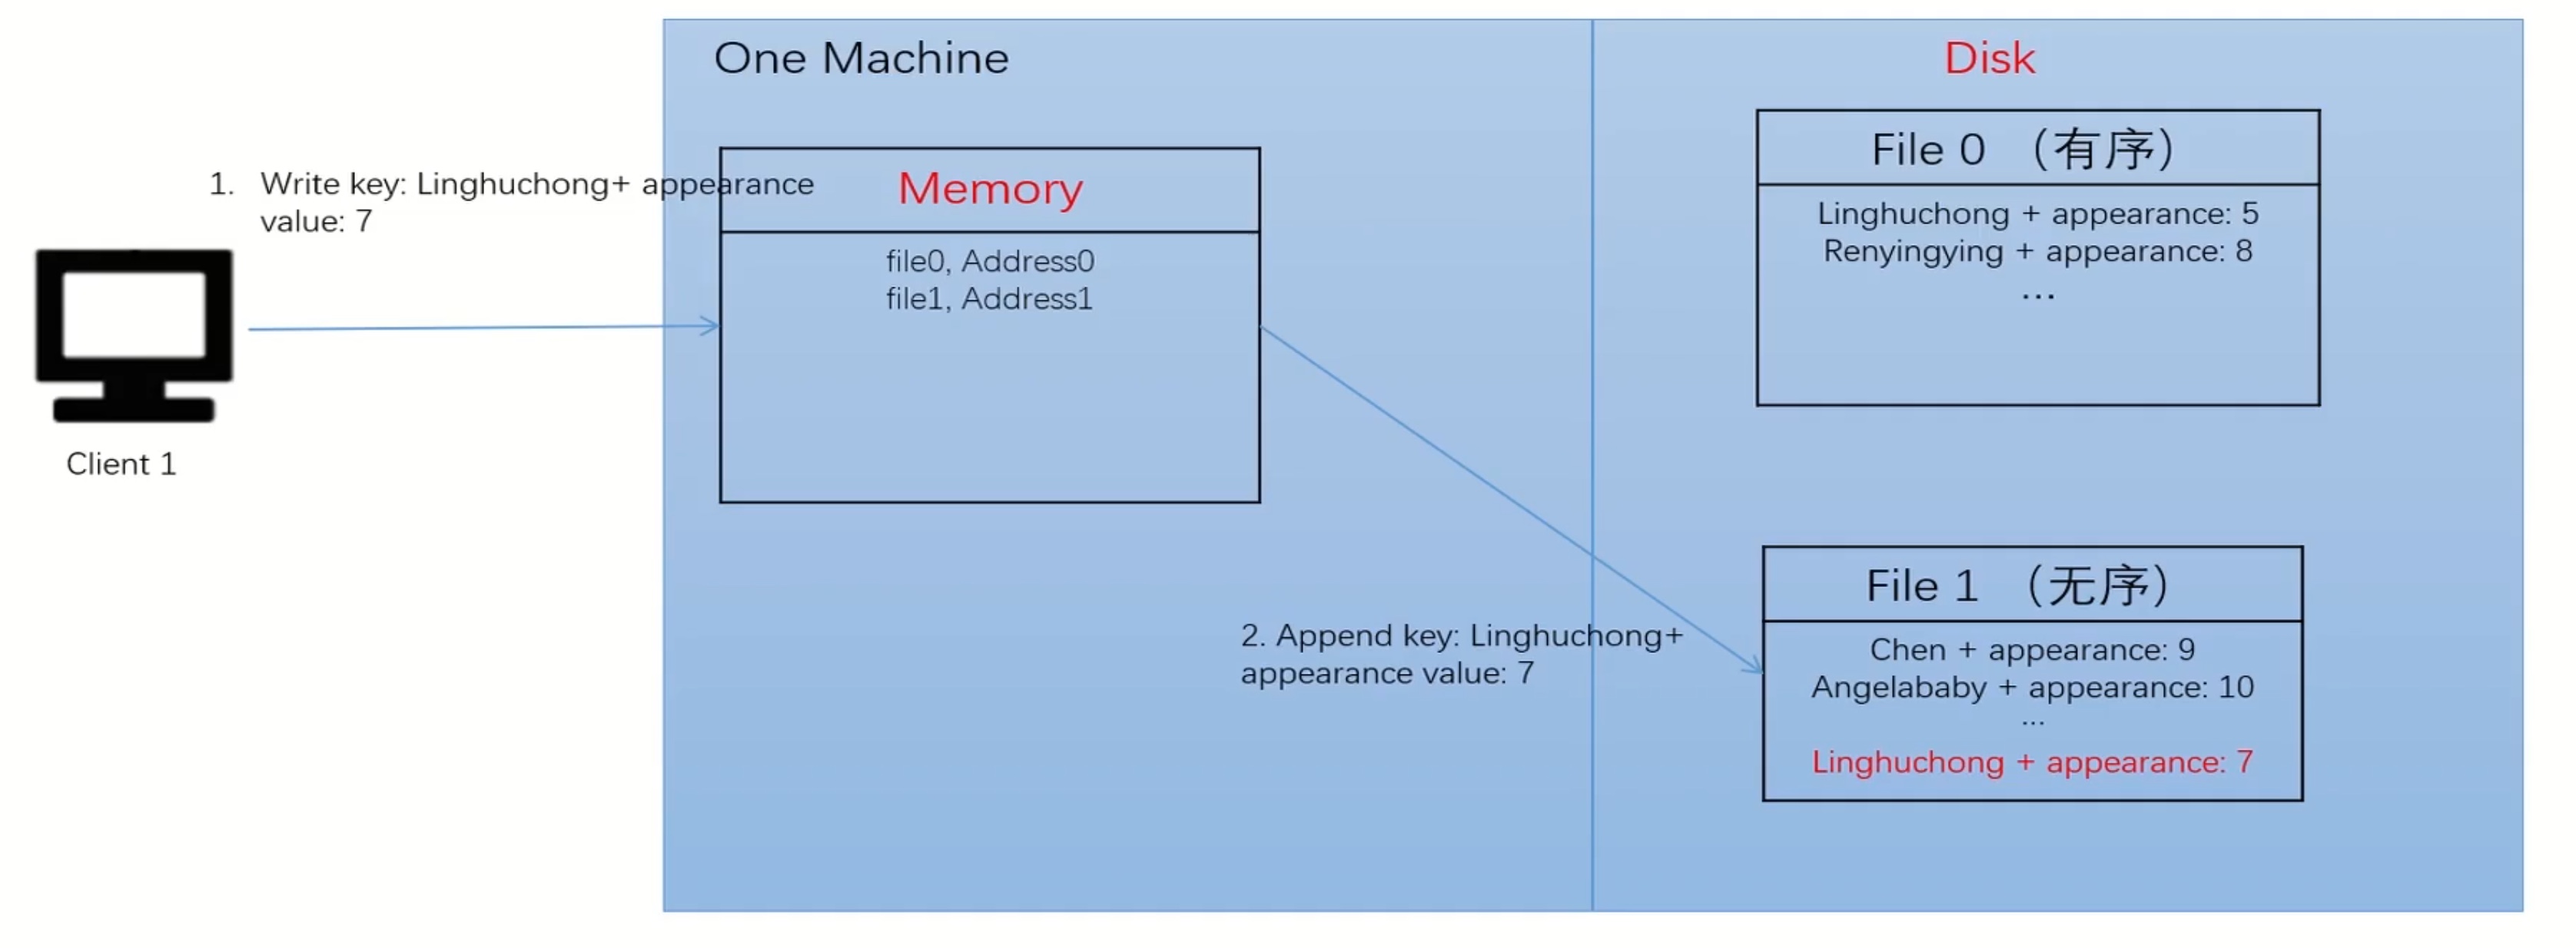 One Machine
Disk
1. Write key: Linghuchong+ appearance
value: 7
Memory
file0, Address0
file1, Address1
Client 1
File 0 （有序）
Linghuchong + appearance: 5
Renyingying + appearance: 8
...
2. Append key: Linghuchong+
appearance value: 7
File 1 （无序）
Chen + appearance: 9
Angelababy + appearance: 10
...
Linghuchong + appearance: 7